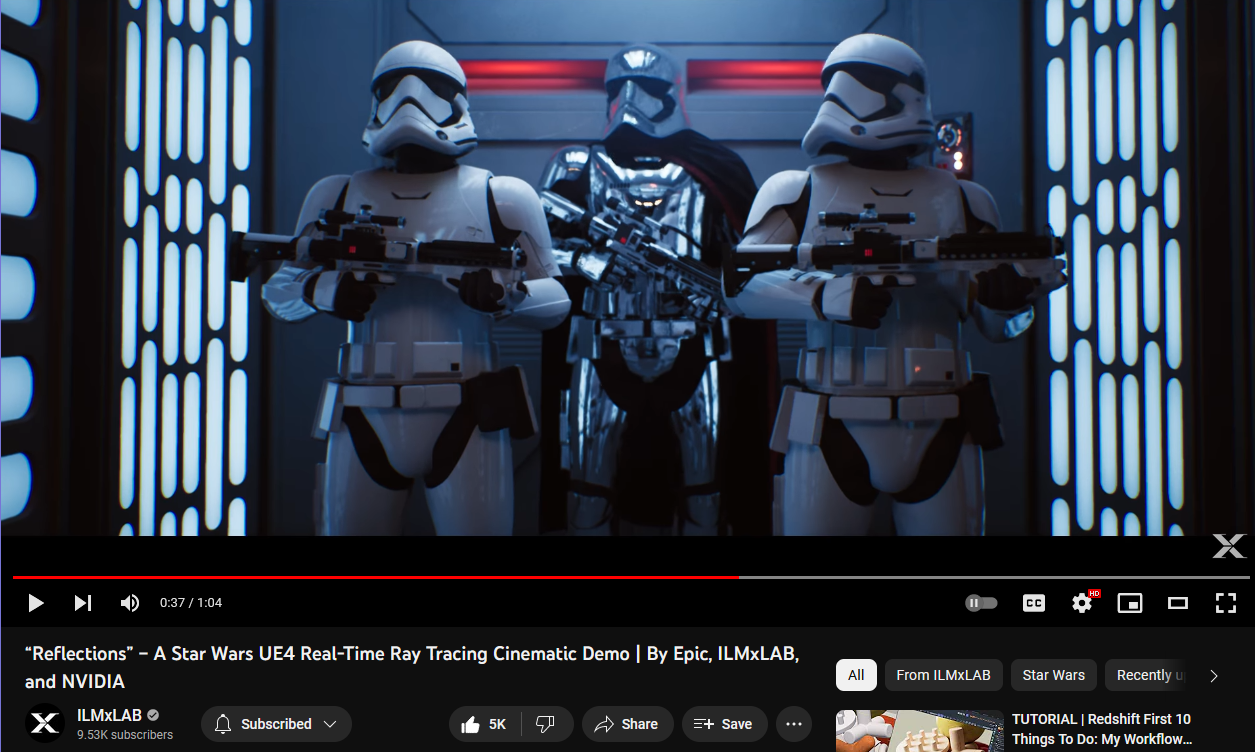 0:37 / 1:04
CC
HD
“Reflections” – A Star Wars UE4 Real-Time Ray Tracing Cinematic Demo | By Epic, ILMxLAB,
and NVIDIA
ILMxLAB
9.53K subscribers
Subscribed
5K
Share
Save
All
From ILMxLAB
Star Wars
Recently
TUTORIAL | Redshift First 10
Things To Do: My Workflow...